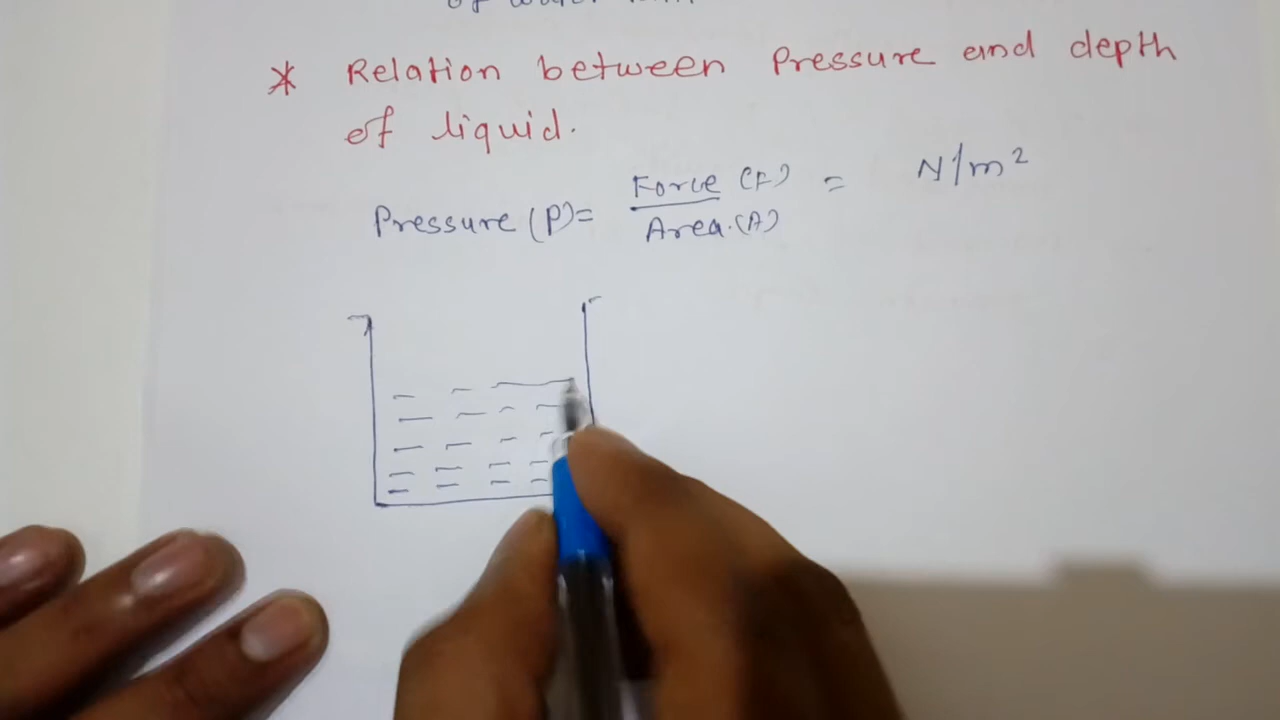 * Relation between Pressure and depth
of liquid.
Pressure (P) = Force (F) / Area. (A) = N/m²